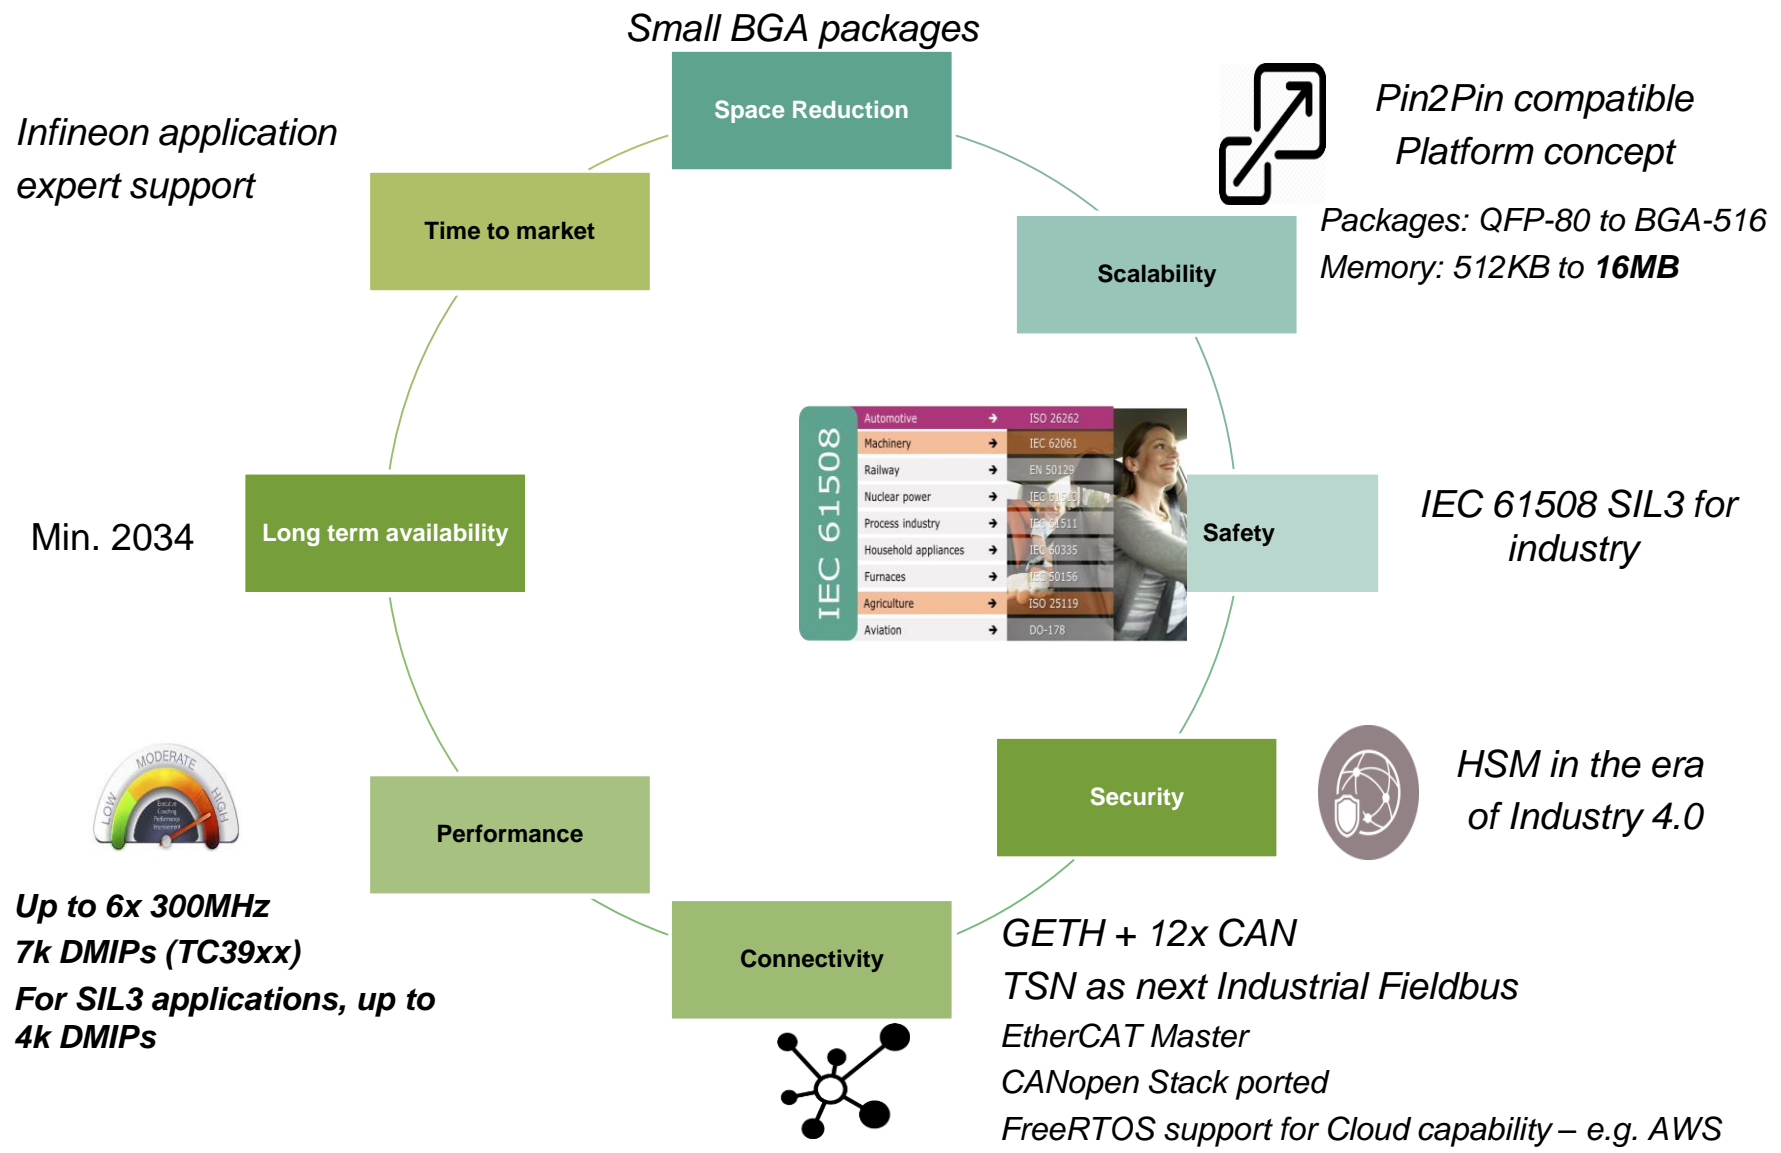 Small BGA packages
Space Reduction
Pin2Pin compatible
Platform concept
Packages: QFP-80 to BGA-516
Memory: 512KB to 16MB
Scalability
Infineon application
expert support
Time to market
IEC 61508
Automotive → ISO 26262
Machinery → IEC 62061
Railway → EN 50129
Nuclear power → IEC
Process industry → IEC 61511
Household appliances → IEC 60335
Furnaces → IEC 50156
Agriculture → ISO 25119
Aviation → DO-178
Safety
IEC 61508 SIL3 for
industry
Min. 2034
Long term availability
Security
HSM in the era
of Industry 4.0
LOW MODERATE HIGH
Executive
Coaching
Performance
Improvement
Performance
Up to 6x 300MHz
7k DMIPs (TC39xx)
For SIL3 applications, up to
4k DMIPs
Connectivity
GETH + 12x CAN
TSN as next Industrial Fieldbus
EtherCAT Master
CANopen Stack ported
FreeRTOS support for Cloud capability – e.g. AWS